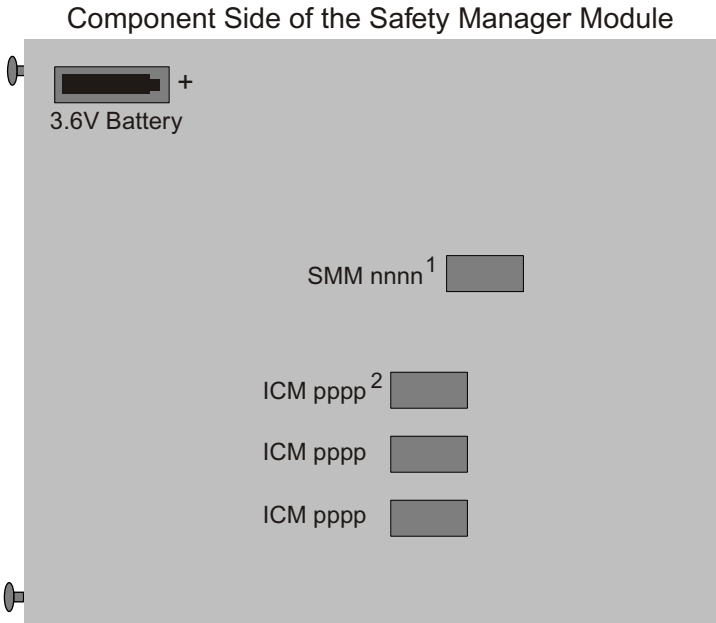 Component Side of the Safety Manager Module
+
3.6V Battery
SMM nnnn¹
ICM pppp²
ICM pppp
ICM pppp